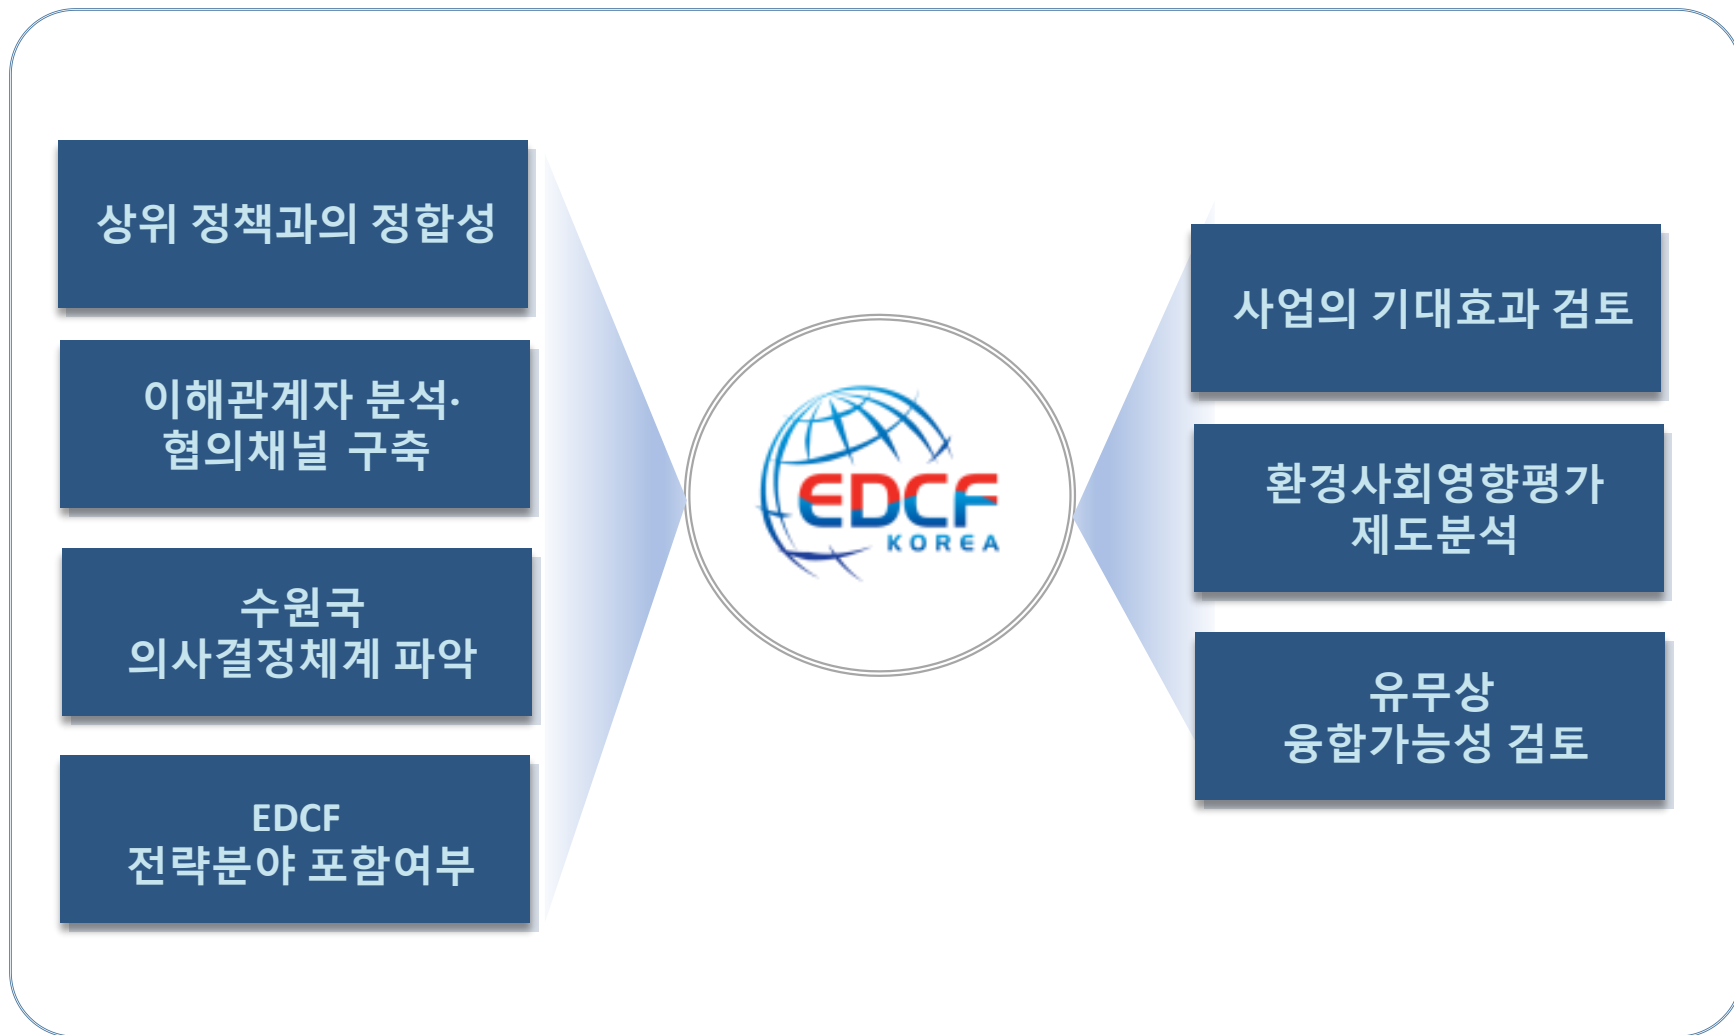 상위 정책과의 정합성
이해관계자 분석·
협의채널 구축
수원국
의사결정체계 파악
EDCF
전략분야 포함여부
EDCF
KOREA
사업의 기대효과 검토
환경사회영향평가
제도분석
유무상
융합가능성 검토